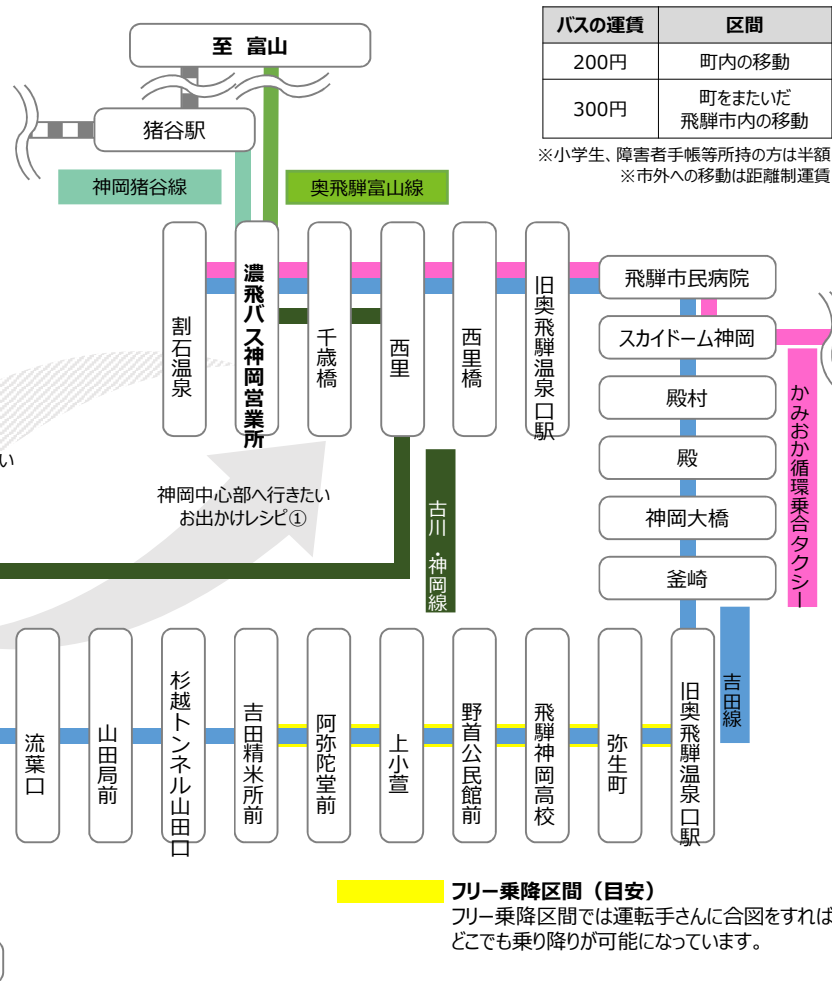 至 富山
バスの運賃 区間
200円 町内の移動
300円 町をまたいだ
飛騨市内の移動
※小学生、障害者手帳等所持の方は半額
※市外への移動は距離制運賃
猪谷駅
神岡猪谷線
奥飛騨富山線
割石温泉
濃飛バス神岡営業所
千歳橋
西里
西里橋
旧奥飛騨温泉口駅
飛騨市民病院
スカイドーム神岡
殿村
殿
神岡大橋
釜崎
かみおか循環乗合タクシー
い
神岡中心部へ行きたい
お出かけレシピ①
古川・神岡線
吉田線
流葉口
山田局前
杉越トンネル山田口
吉田精米所前
阿弥陀堂前
上小萱
野首公民館前
飛騨神岡高校
弥生町
旧奥飛騨温泉口駅
フリー乗降区間（目安）
フリー乗降区間では運転手さんに合図をすれば
どこでも乗り降りが可能になっています。